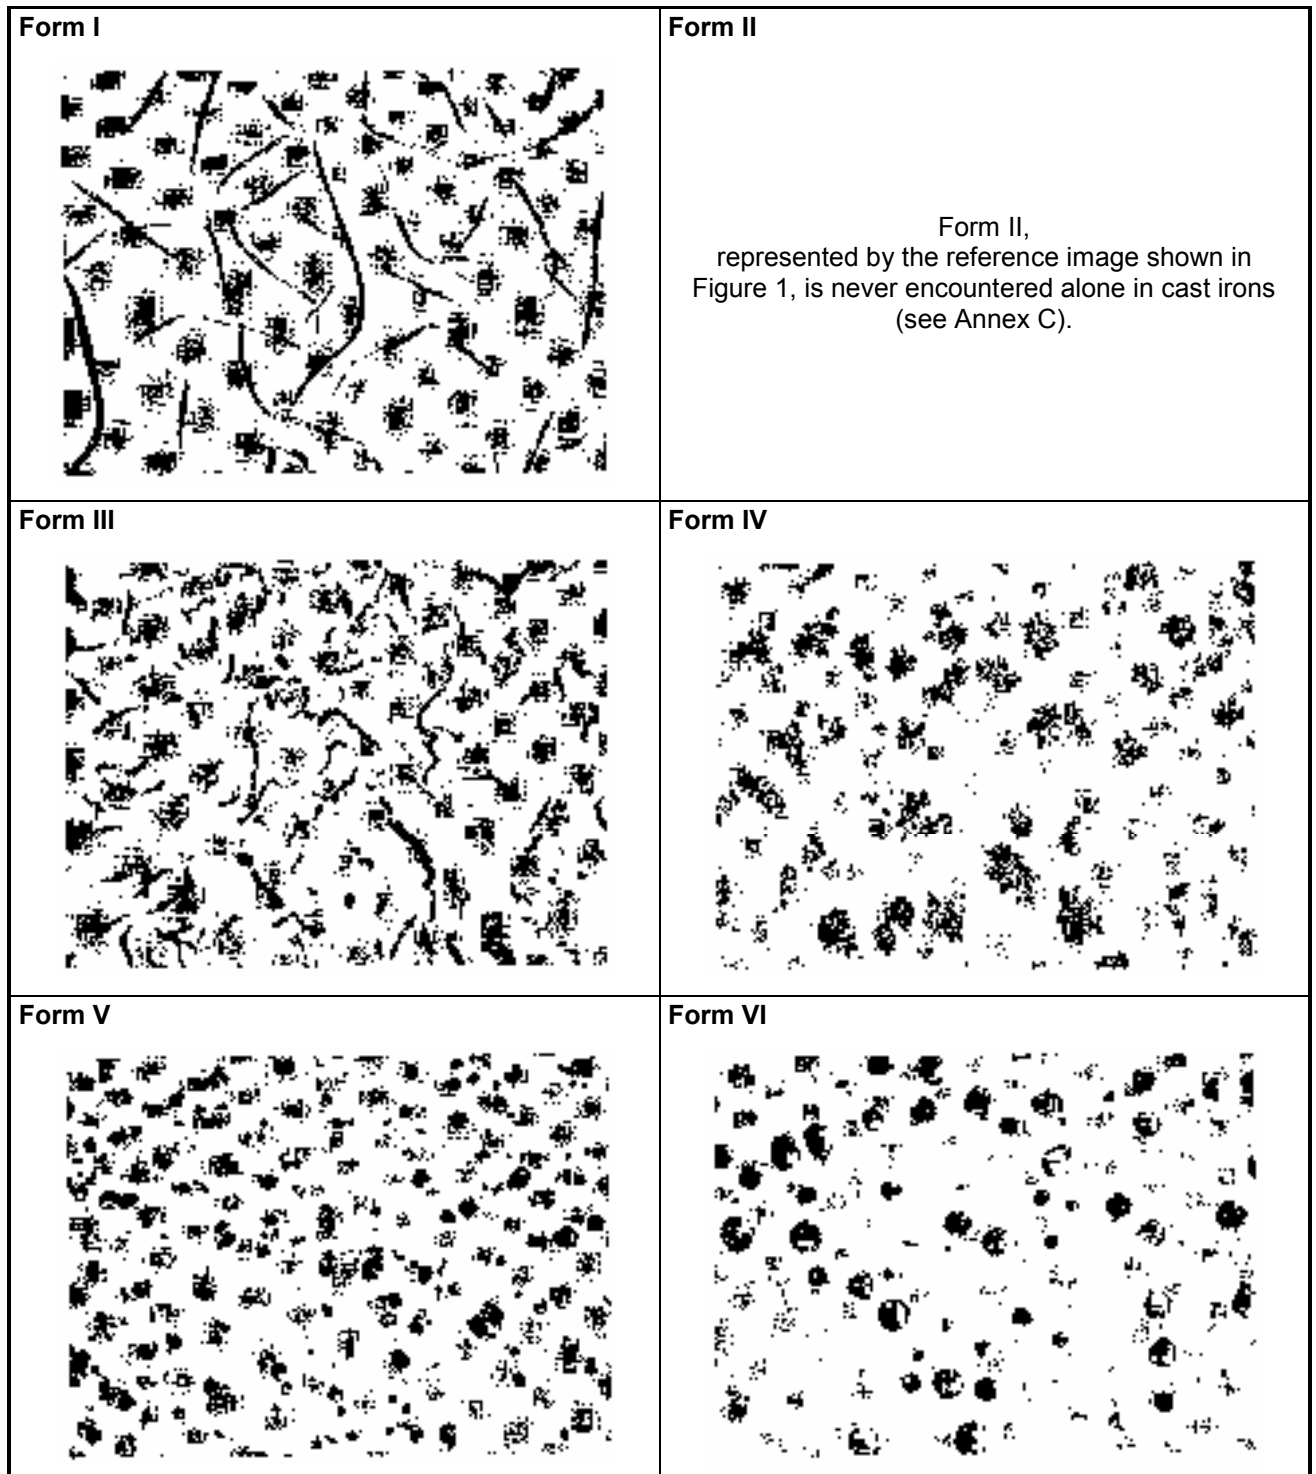 Form I
Form II
Form II,
represented by the reference image shown in
Figure 1, is never encountered alone in cast irons
(see Annex C).
Form III
Form IV
Form V
Form VI